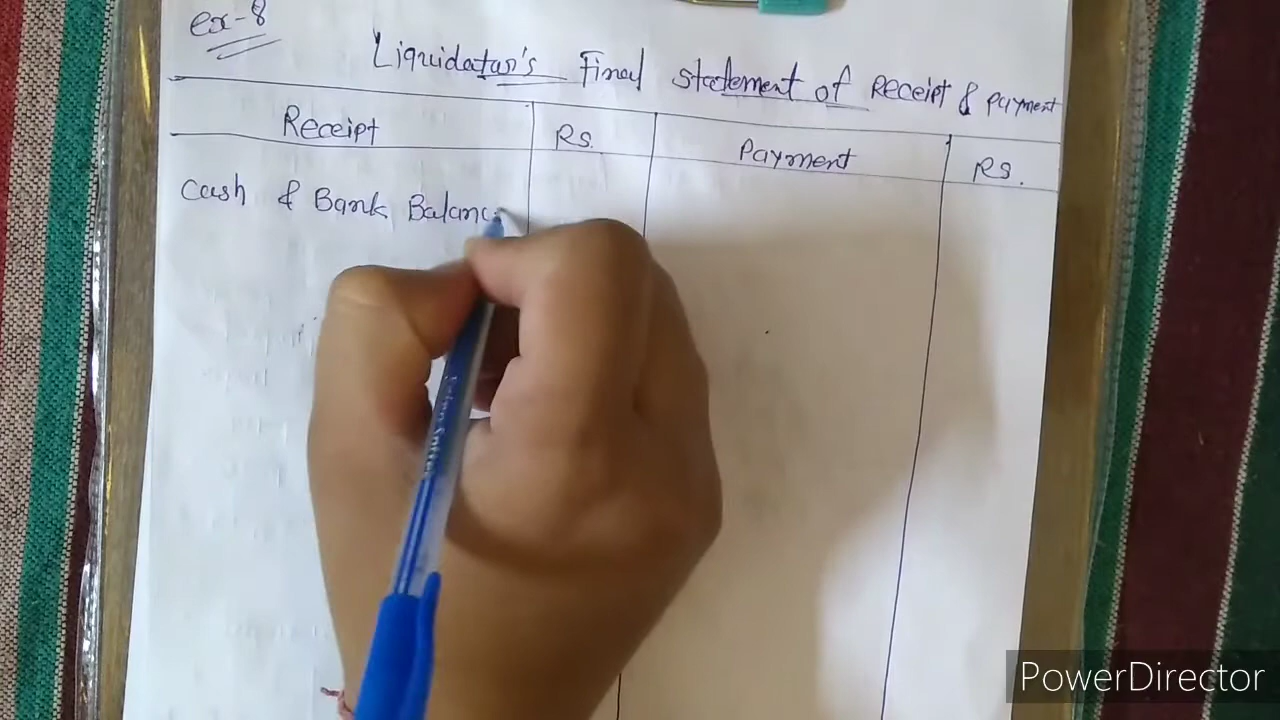 ex-8
Liquidator's Final statement of Receipt & Payment
Receipt Rs. Payment Rs.
Cash & Bank Balanc
PowerDirector